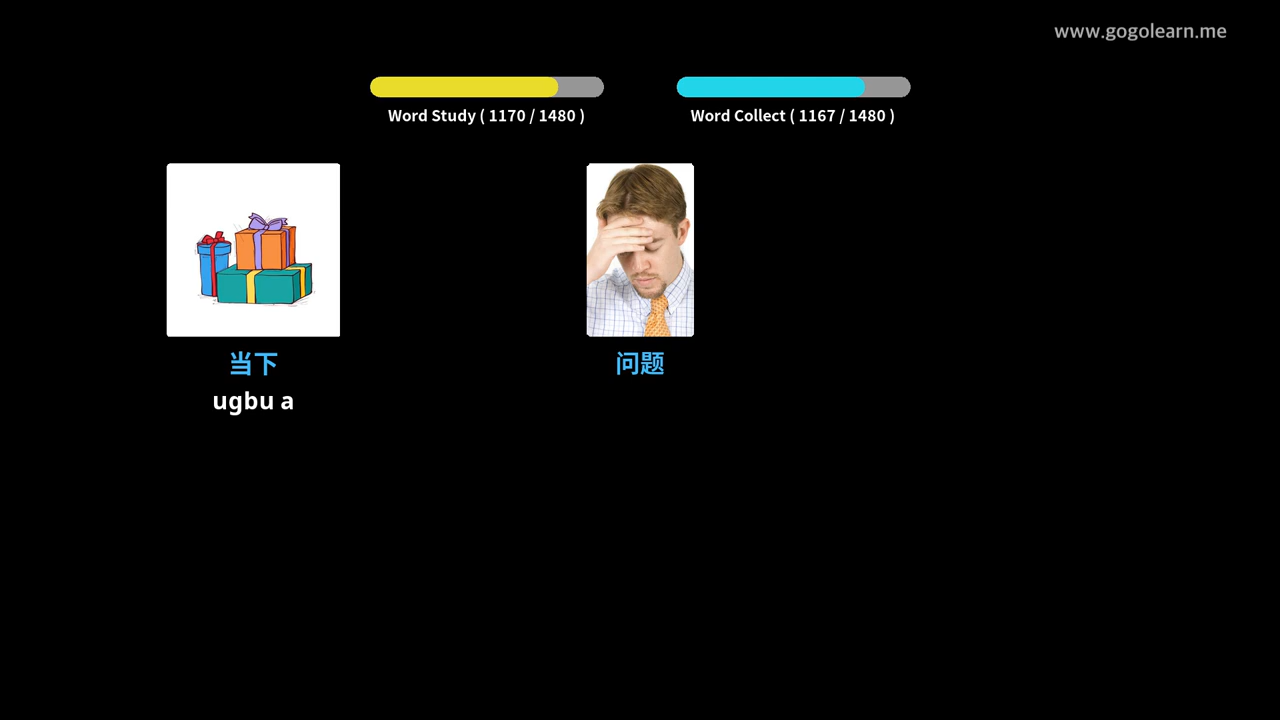 www.gogolearn.me
Word Study ( 1170 / 1480 )
Word Collect ( 1167 / 1480 )
当下
问题
ugbu a